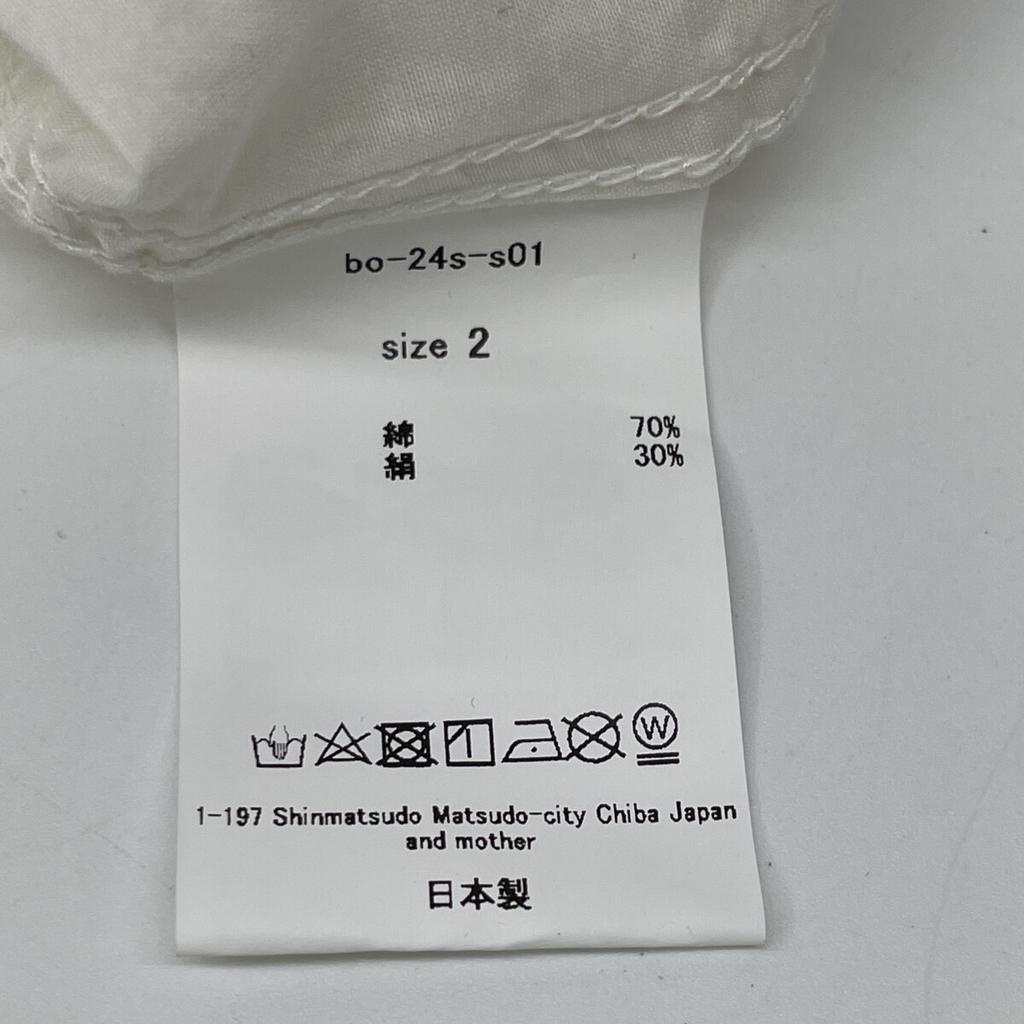 bo-24s-s01
size 2
綿 70%
絹 30%
W
1-197 Shinmatsudo Matsudo-city Chiba Japan
and mother
日本製